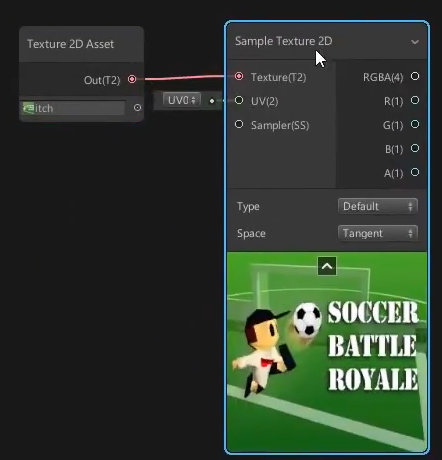 Texture 2D Asset
Out(T2)
itch
UV0
Sample Texture 2D
Texture(T2)
UV(2)
Sampler(SS)
RGBA(4)
R(1)
G(1)
B(1)
A(1)
Type
Default
Space
Tangent
SOCCER
BATTLE
ROYALE